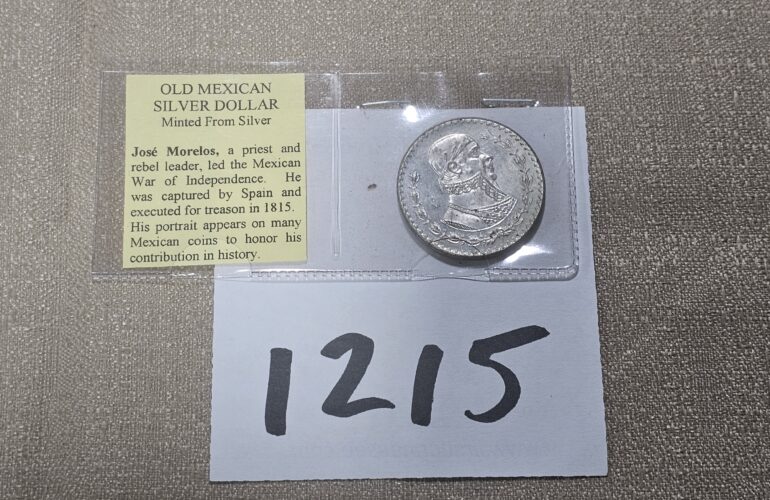 OLD MEXICAN
SILVER DOLLAR
Minted From Silver
José Morelos, a priest and
rebel leader, led the Mexican
War of Independence. He
was captured by Spain and
executed for treason in 1815.
His portrait appears on many
Mexican coins to honor his
contribution in history.
1215